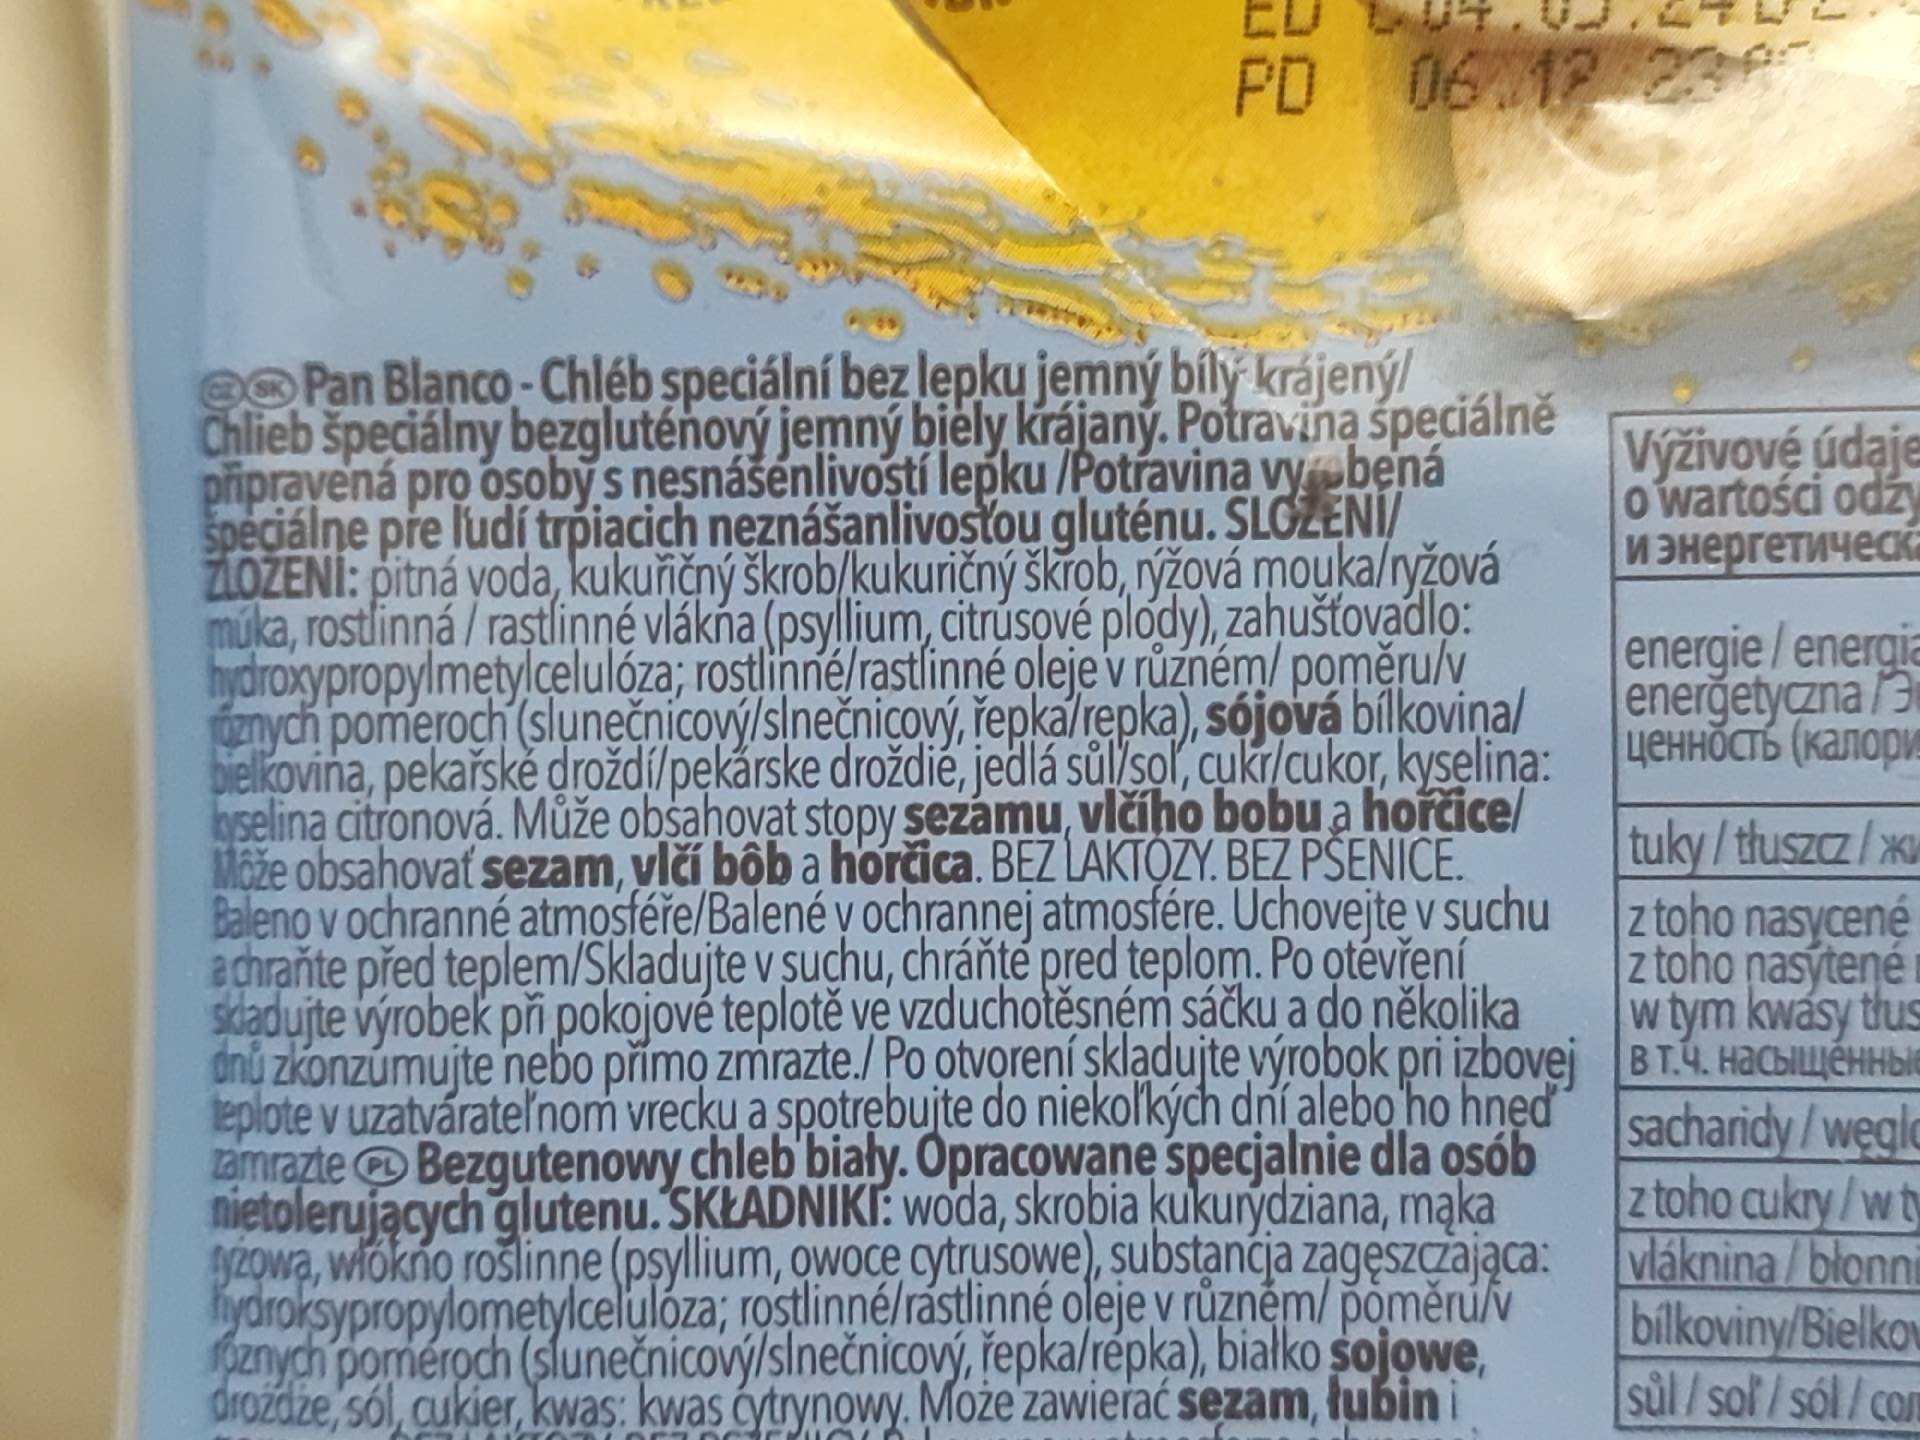 PD 06.12.23
CZ SK Pan Blanco - Chléb speciální bez lepku jemný bílý krájený/
Chlieb špeciálny bezgluténový jemný biely krájaný. Potravina speciálně
připravená pro osoby s nesnášenlivostí lepku /Potravina
špeciálne pre ľudí trpiacich neznášanlivosťou gluténu. SLOŽENÍ/
ZLOŽENÍ: pitná voda, kukuřičný škrob/kukuričný škrob, rýžová mouka/ryžová
múka, rostlinná / rastlinné vlákna (psyllium, citrusové plody), zahušťovadlo:
hydroxypropylmetylcelulóza; rostlinné/rastlinné oleje v různém/ poměru/v
rôznych pomeroch (slunečnicový/slnečnicový, řepka/repka), sójová bílkovina/
bielkovina, pekařské droždí/pekárske droždie, jedlá sůl/soľ, cukr/cukor, kyselina:
kyselina citronová. Může obsahovat stopy sezamu, vlčího bobu a hořčice/
Môže obsahovať sezam, vlčí bôb a horčica. BEZ LAKTÓZY. BEZ PŠENICE.
Baleno v ochranné atmosféře/Balené v ochrannej atmosfére. Uchovejte v suchu
a chraňte před teplem/Skladujte v suchu, chráňte pred teplom. Po otevření
skladujte výrobek při pokojové teplotě ve vzduchotěsném sáčku a do několika
dnů zkonzumujte nebo přímo zmrazte./ Po otvorení skladujte výrobok pri izbovej
teplote v uzatvárateľnom vrecku a spotrebujte do niekoľkých dní alebo ho hneď
zamrazte PL Bezgutenowy chleb biały. Opracowane specjalnie dla osób
nietolerujących glutenu. SKŁADNIKI: woda, skrobia kukurydziana, mąka
ryżowa, włókno roślinne (psyllium, owoce cytrusowe), substancja zagęszczająca:
hydroksypropylometylceluloza; rostlinné/rastlinné oleje v různém/ poměru/v
rôznych pomeroch (slunečnicový/slnečnicový, řepka/repka), białko sojowe,
drożdże, sól, cukier, kwas: kwas cytrynowy. Może zawierać sezam, łubin i
Výživové údaje
o wartości odży
и энергетическа
energie / energia
energetyczna / Э
ценность (калори
tuky / tłuszcz / жи
z toho nasycené
z toho nasýtené
w tym kwasy tłus
в т.ч. насыщенные
sacharidy / węglo
z toho cukry / w ty
vláknina / błonni
bílkoviny/Bielkov
sůl / soľ / sól / сол